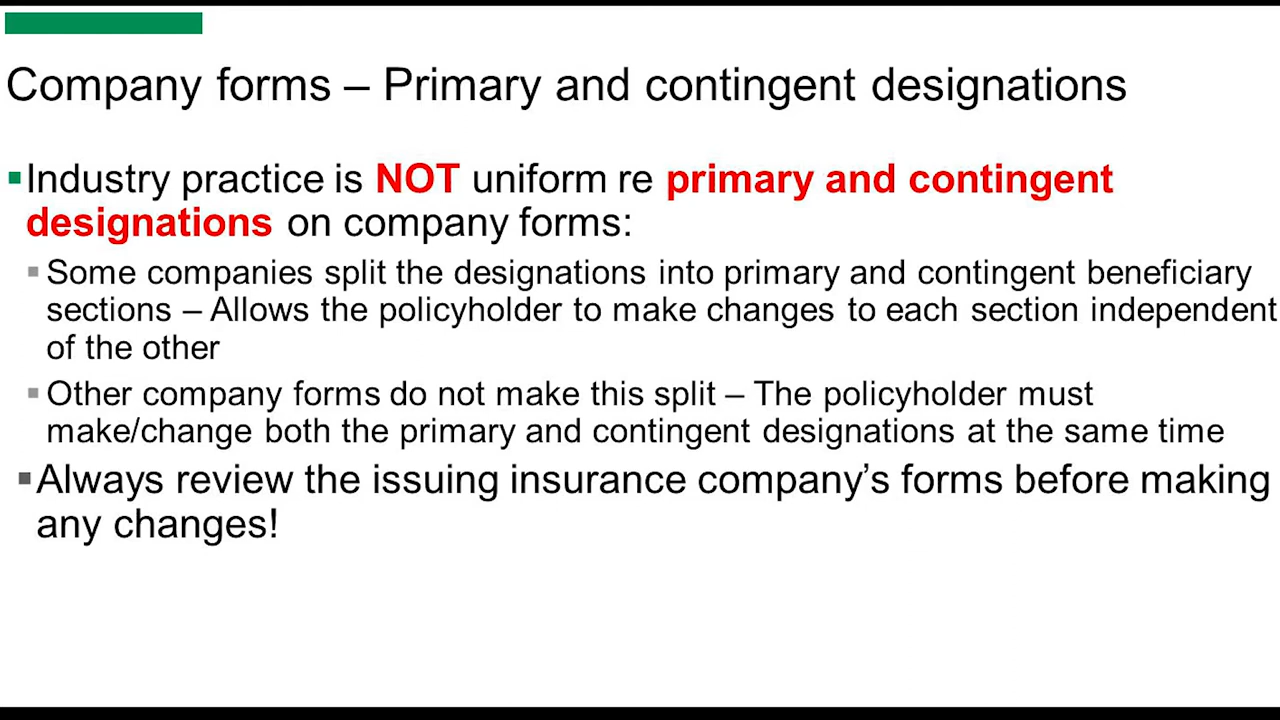 Company forms – Primary and contingent designations
▪Industry practice is NOT uniform re primary and contingent
designations on company forms:
▪Some companies split the designations into primary and contingent beneficiary
sections – Allows the policyholder to make changes to each section independent
of the other
▪Other company forms do not make this split – The policyholder must
make/change both the primary and contingent designations at the same time
▪Always review the issuing insurance company’s forms before making
any changes!